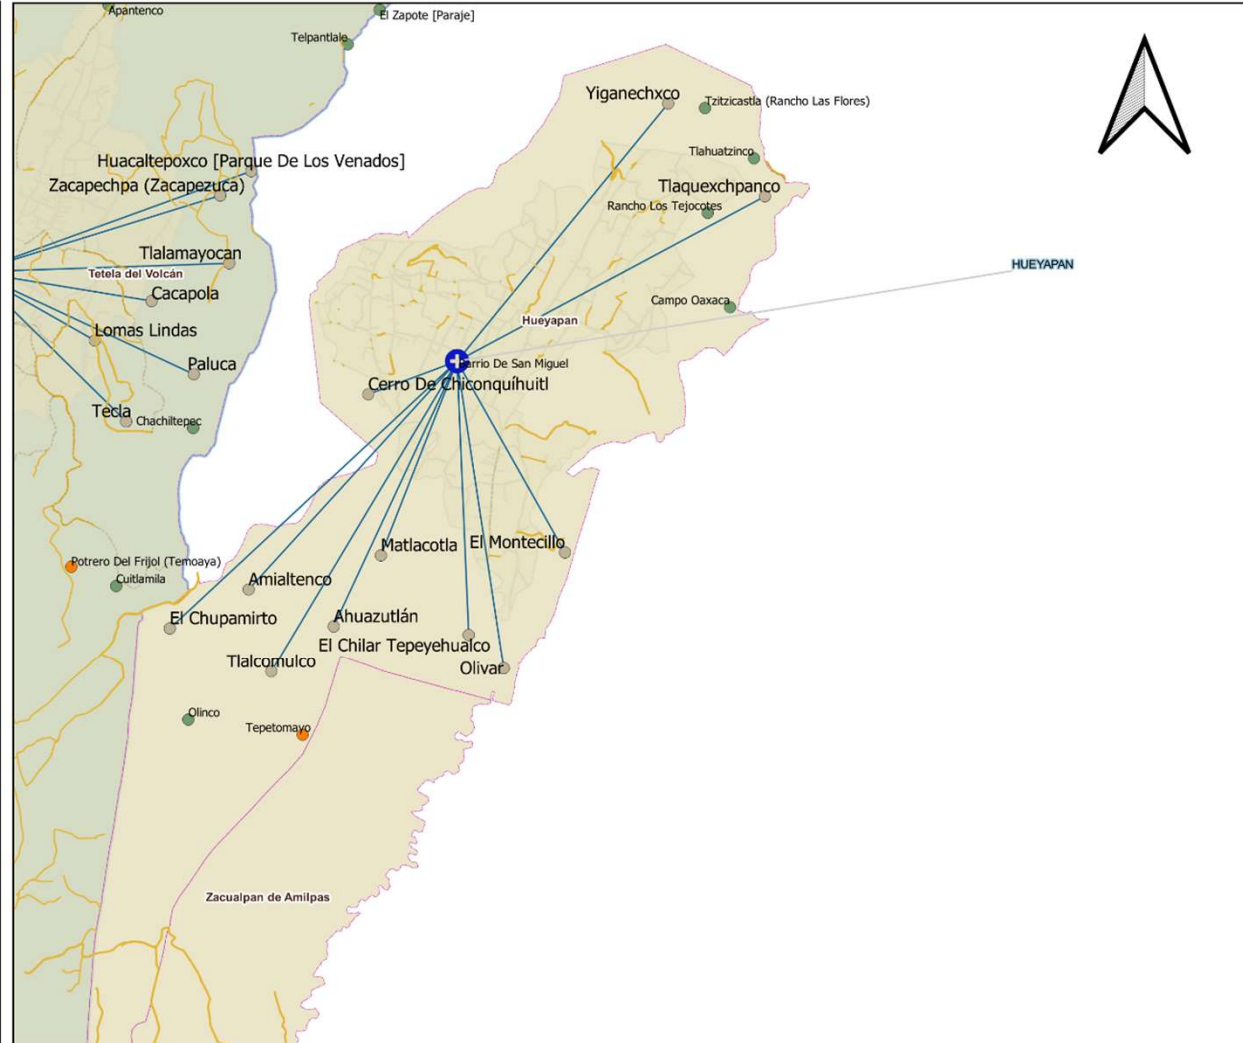 Apantenco
El Zapote [Paraje]
Telpantlale
Yiganechxco
Tzitzicastla (Rancho Las Flores)
Huacaltepoxco [Parque De Los Venados]
Tlahuatzinco
Zacapechpa (Zacapezuca)
Tlaquexchpanco
Rancho Los Tejocotes
Tlalamayocan
Tetela del Volcán
HUEYAPAN
Cacapola
Campo Oaxaca
Hueyapan
Lomas Lindas
Paluca
Barrio De San Miguel
Cerro De Chiconquíhuitl
Tecla
Chachiltepec
Matlacotla
El Montecillo
Potrero Del Frijol (Temoaya)
Cuitlamila
Amialtenco
El Chupamirto
Ahuazutlán
El Chilar Tepeyehualco
Tlalcomulco
Olivar
Olinco
Tepetomayo
Zacualpan de Amilpas